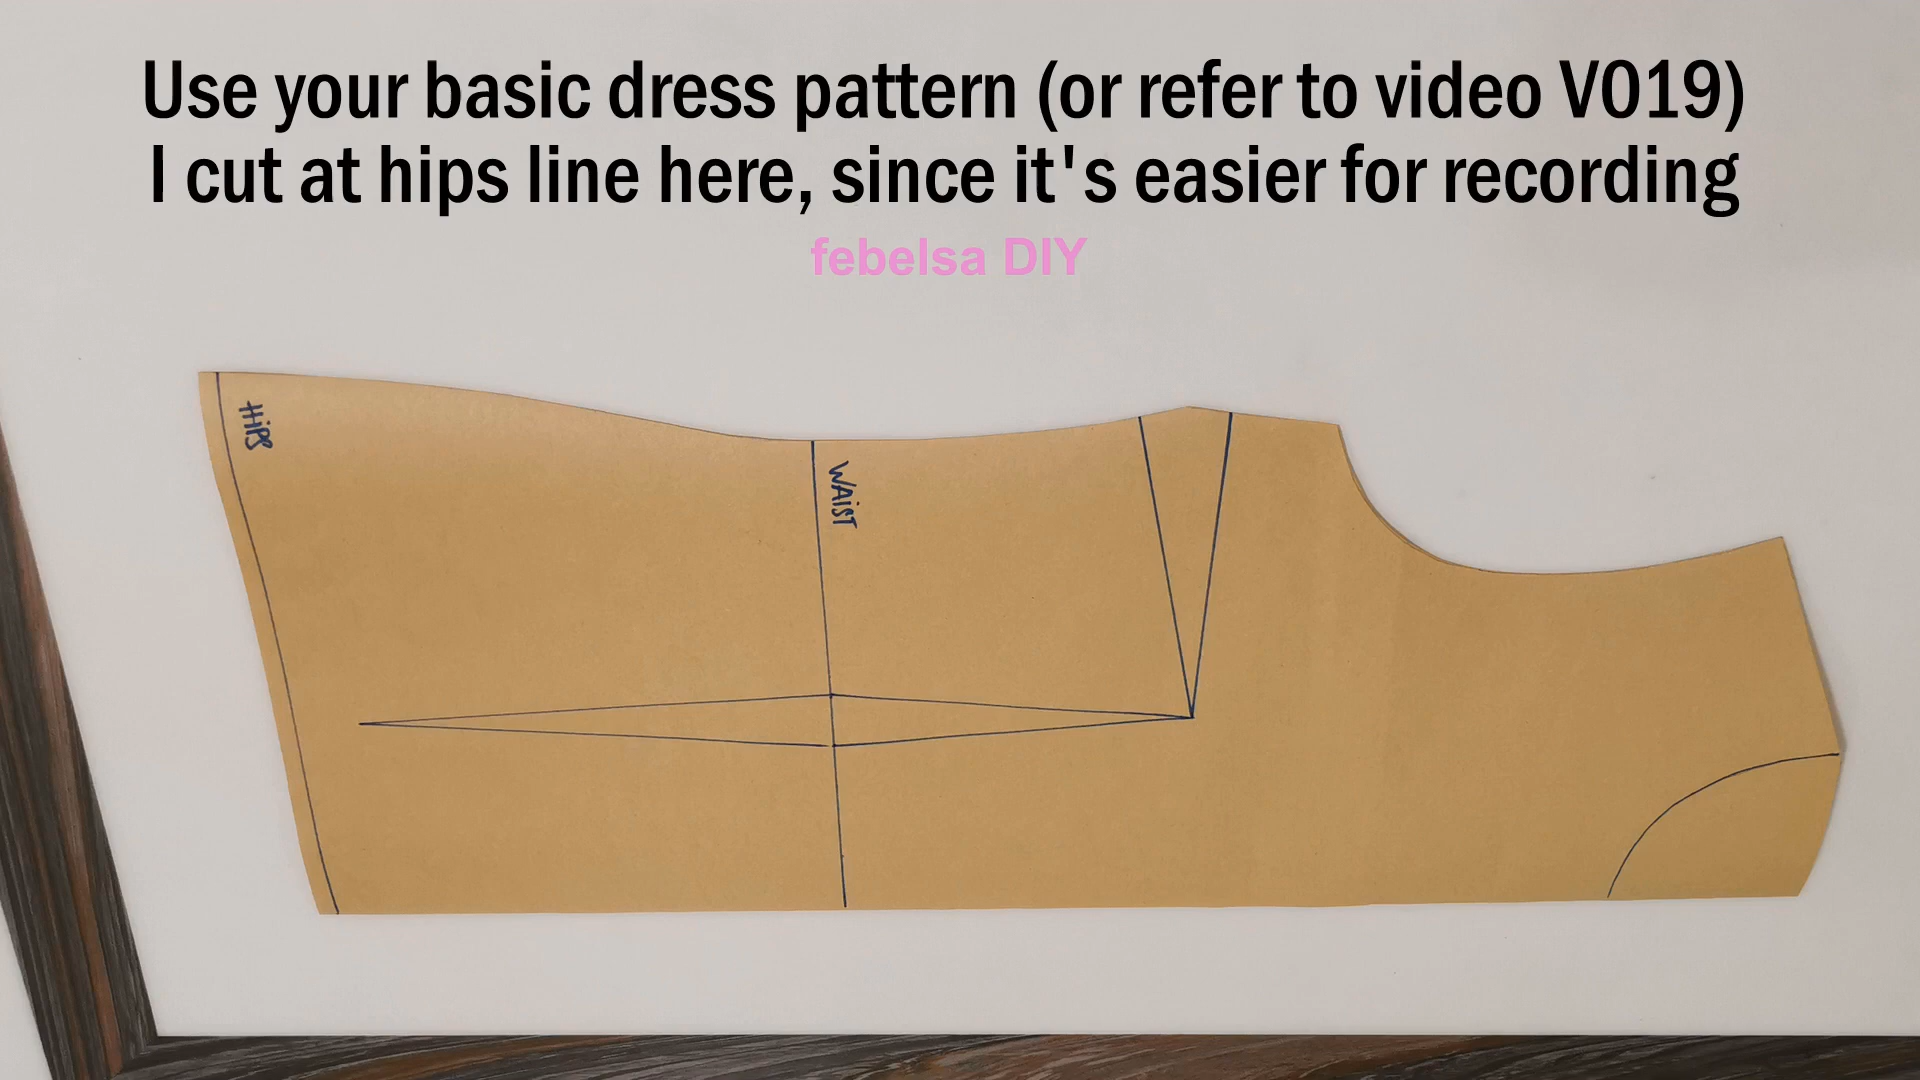 Use your basic dress pattern (or refer to video V019)
I cut at hips line here, since it's easier for recording
febelsa DIY
HiPS
WAiST